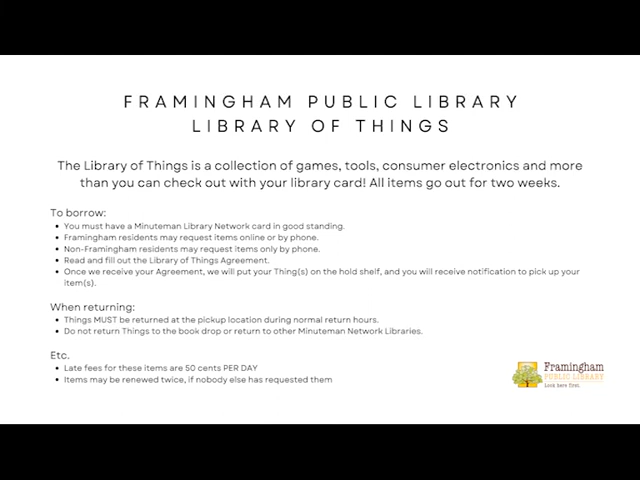 FRAMINGHAM PUBLIC LIBRARY
LIBRARY OF THINGS
The Library of Things is a collection of games, tools, consumer electronics and more
than you can check out with your library card! All items go out for two weeks.
To borrow:
• You must have a Minuteman Library Network card in good standing.
• Framingham residents may request items online or by phone.
• Non-Framingham residents may request items only by phone.
• Read and fill out the Library of Things Agreement.
• Once we receive your Agreement, we will put your Thing(s) on the hold shelf, and you will receive notification to pick up your
item(s).
When returning:
• Things MUST be returned at the pickup location during normal return hours.
• Do not return Things to the book drop or return to other Minuteman Network Libraries.
Etc.
• Late fees for these items are 50 cents PER DAY
• Items may be renewed twice, if nobody else has requested them
Framingham
PUBLIC LIBRARY
Look here first.